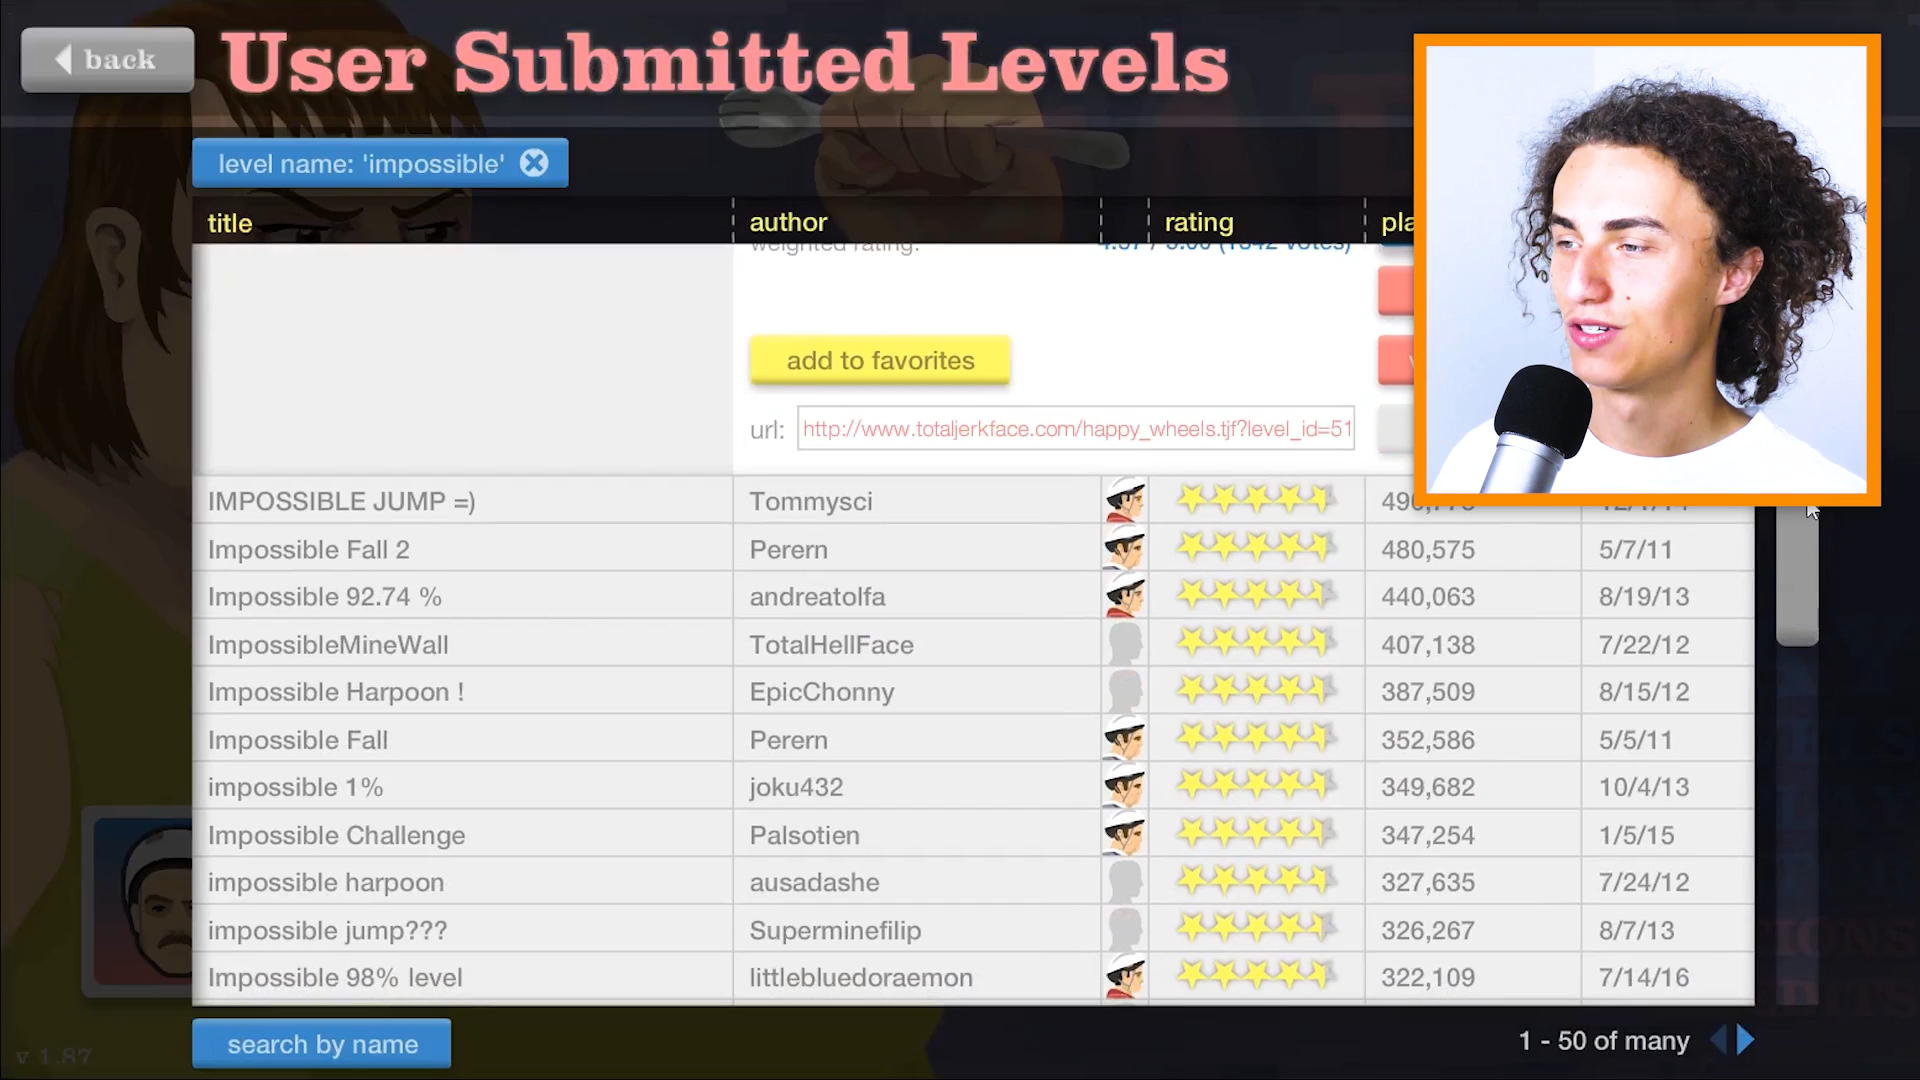 back
User Submitted Levels
level name: 'impossible'
title author rating pla
weighted rating:
add to favorites
url: http://www.totaljerkface.com/happy_wheels.tjf?level_id=51
IMPOSSIBLE JUMP =) Tommysci
Impossible Fall 2 Perern 480,575 5/7/11
Impossible 92.74 % andreatolfa 440,063 8/19/13
ImpossibleMineWall TotalHellFace 407,138 7/22/12
Impossible Harpoon ! EpicChonny 387,509 8/15/12
Impossible Fall Perern 352,586 5/5/11
impossible 1% joku432 349,682 10/4/13
Impossible Challenge Palsotien 347,254 1/5/15
impossible harpoon ausadashe 327,635 7/24/12
impossible jump??? Superminefilip 326,267 8/7/13
Impossible 98% level littlebluedoraemon 322,109 7/14/16
search by name
1 - 50 of many
v 1.87